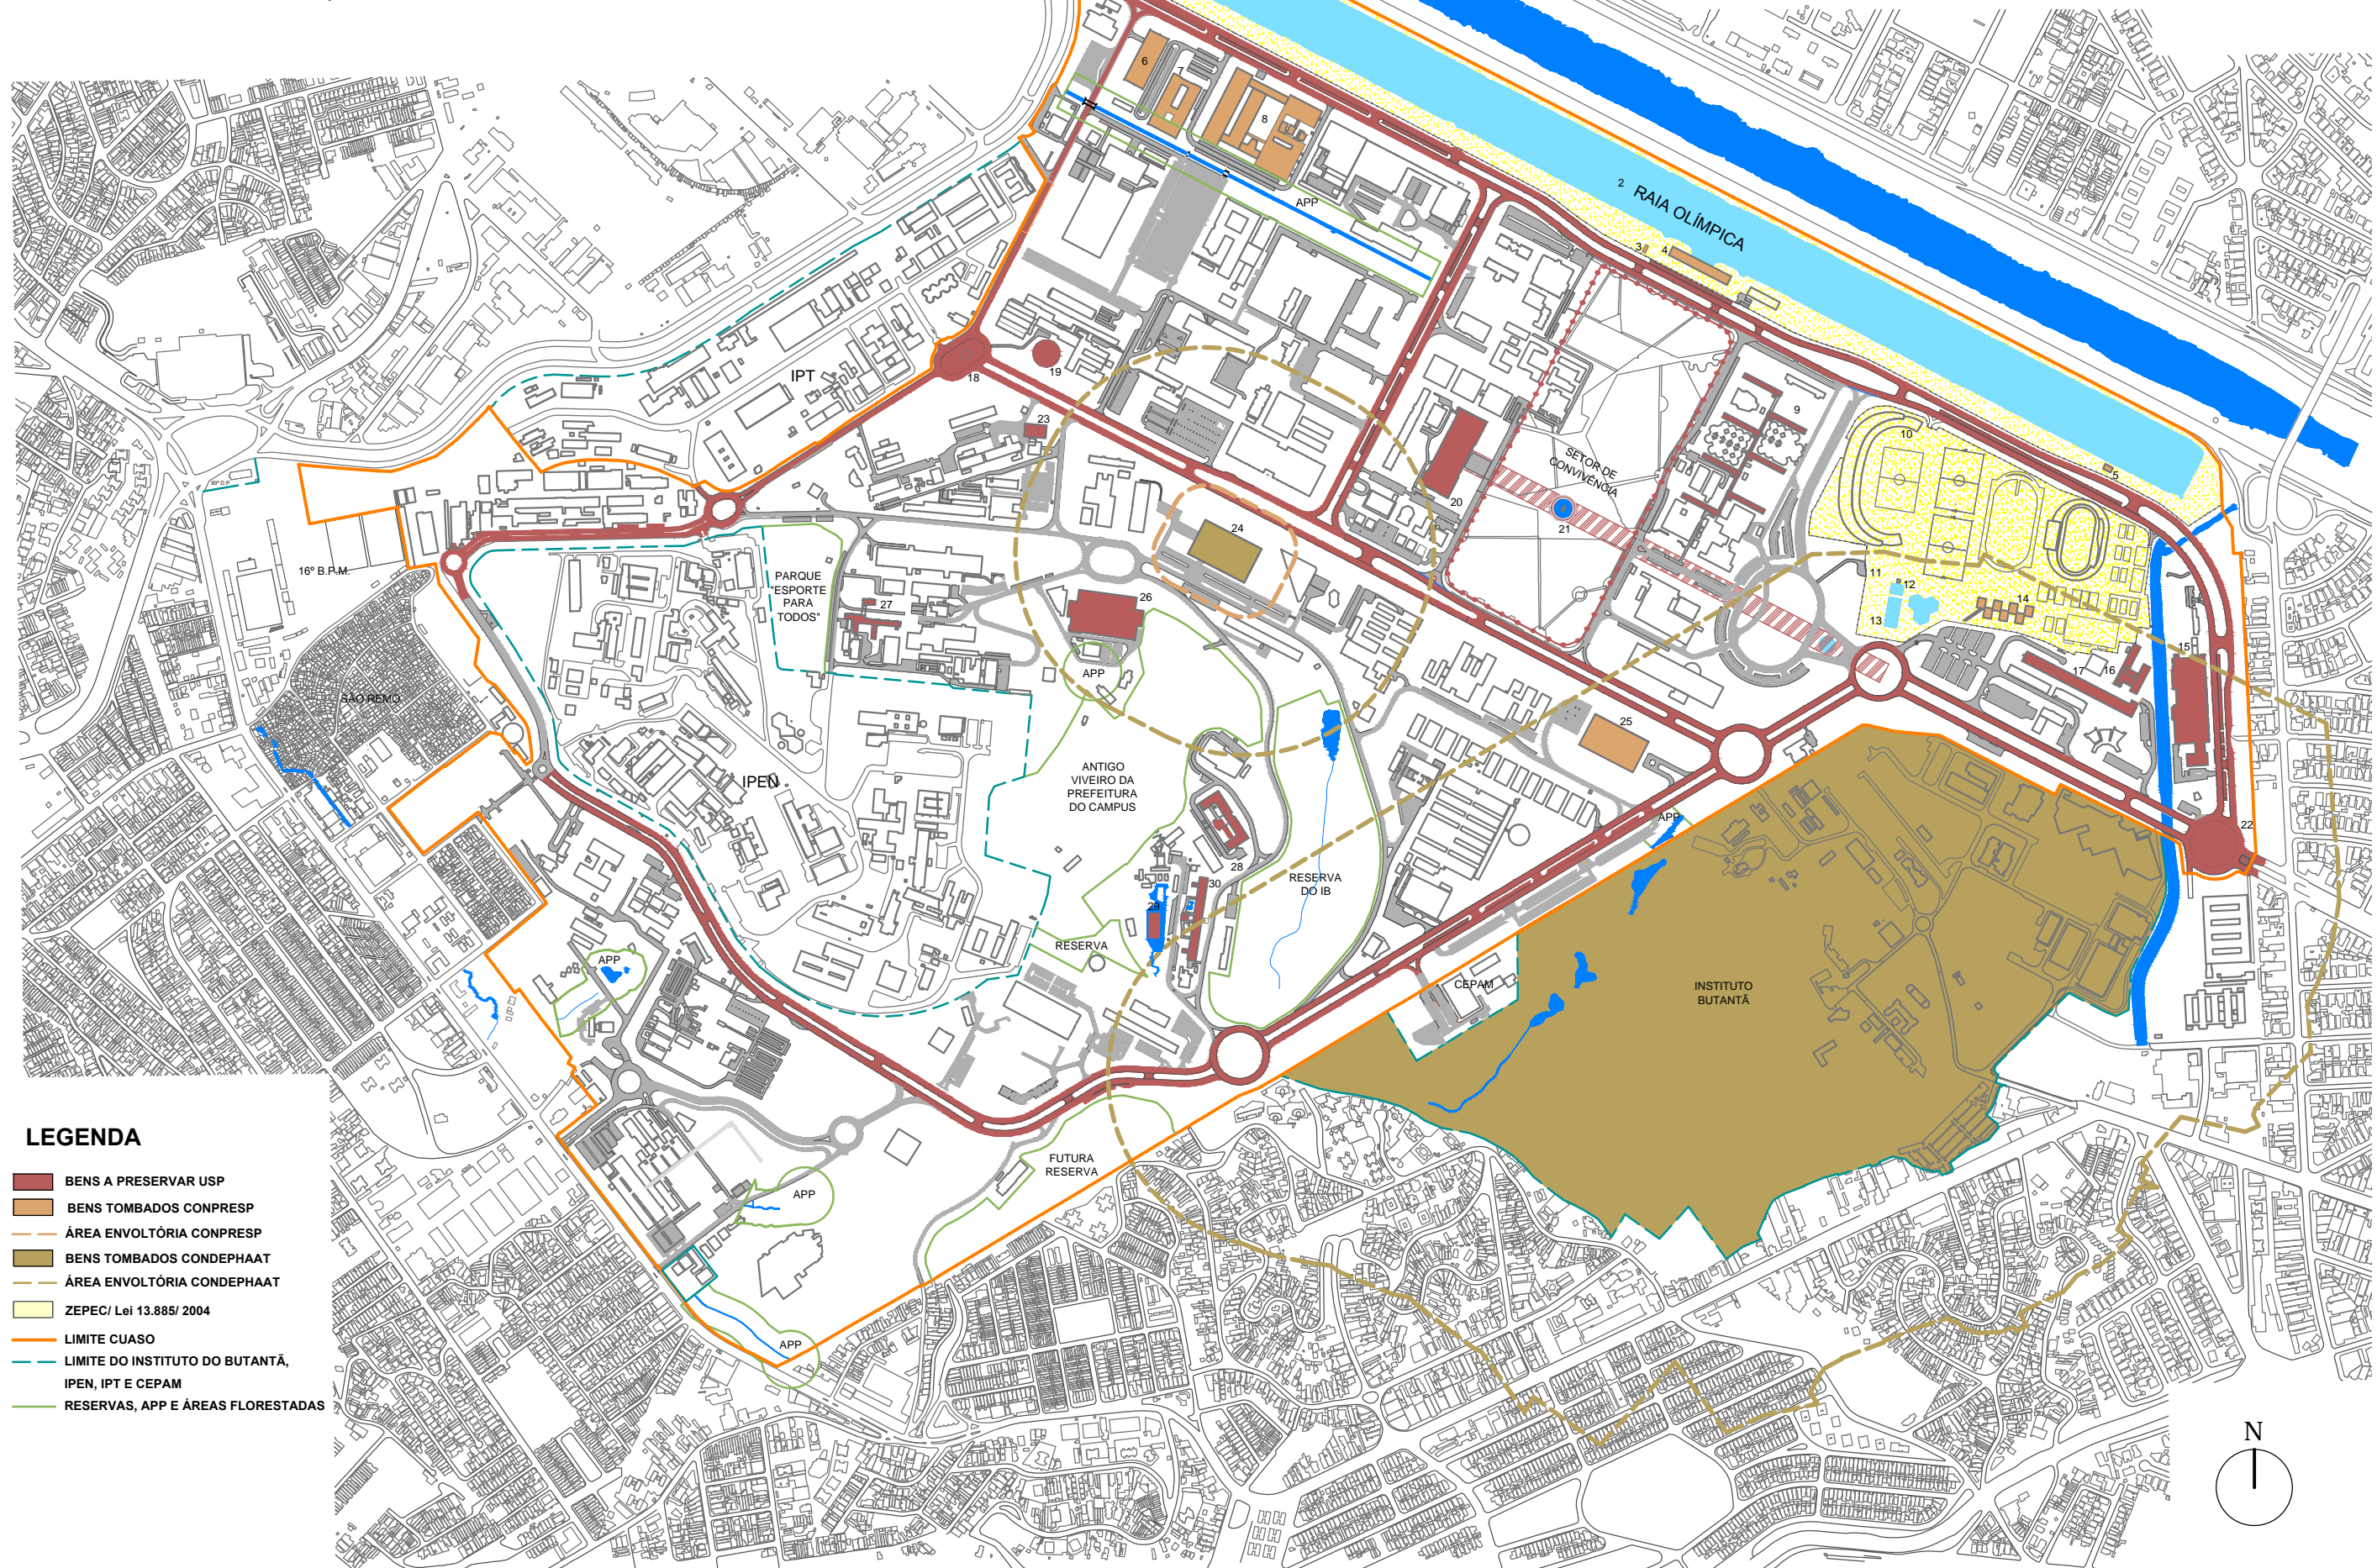 6
7
8
APP
2
RAIA OLÍMPICA
3
4
IPT
18
19
9
10
23
SETOR DE
CONVIVÊNCIA
5
93º D.P.
20
21
24
16º B.P.M.
PARQUE
"ESPORTE
PARA
TODOS"
11
12
13
14
27
26
15
16
17
APP
SÃO REMO
25
IPEN
ANTIGO
VIVEIRO DA
PREFEITURA
DO CAMPUS
APP
22
28
RESERVA
DO IB
30
29
RESERVA
APP
CEPAM
INSTITUTO
BUTANTÃ
FUTURA
RESERVA
APP
APP
LEGENDA
BENS A PRESERVAR USP
BENS TOMBADOS CONPRESP
ÁREA ENVOLTÓRIA CONPRESP
BENS TOMBADOS CONDEPHAAT
ÁREA ENVOLTÓRIA CONDEPHAAT
ZEPEC/ Lei 13.885/ 2004
LIMITE CUASO
LIMITE DO INSTITUTO DO BUTANTÃ,
IPEN, IPT E CEPAM
RESERVAS, APP E ÁREAS FLORESTADAS
N